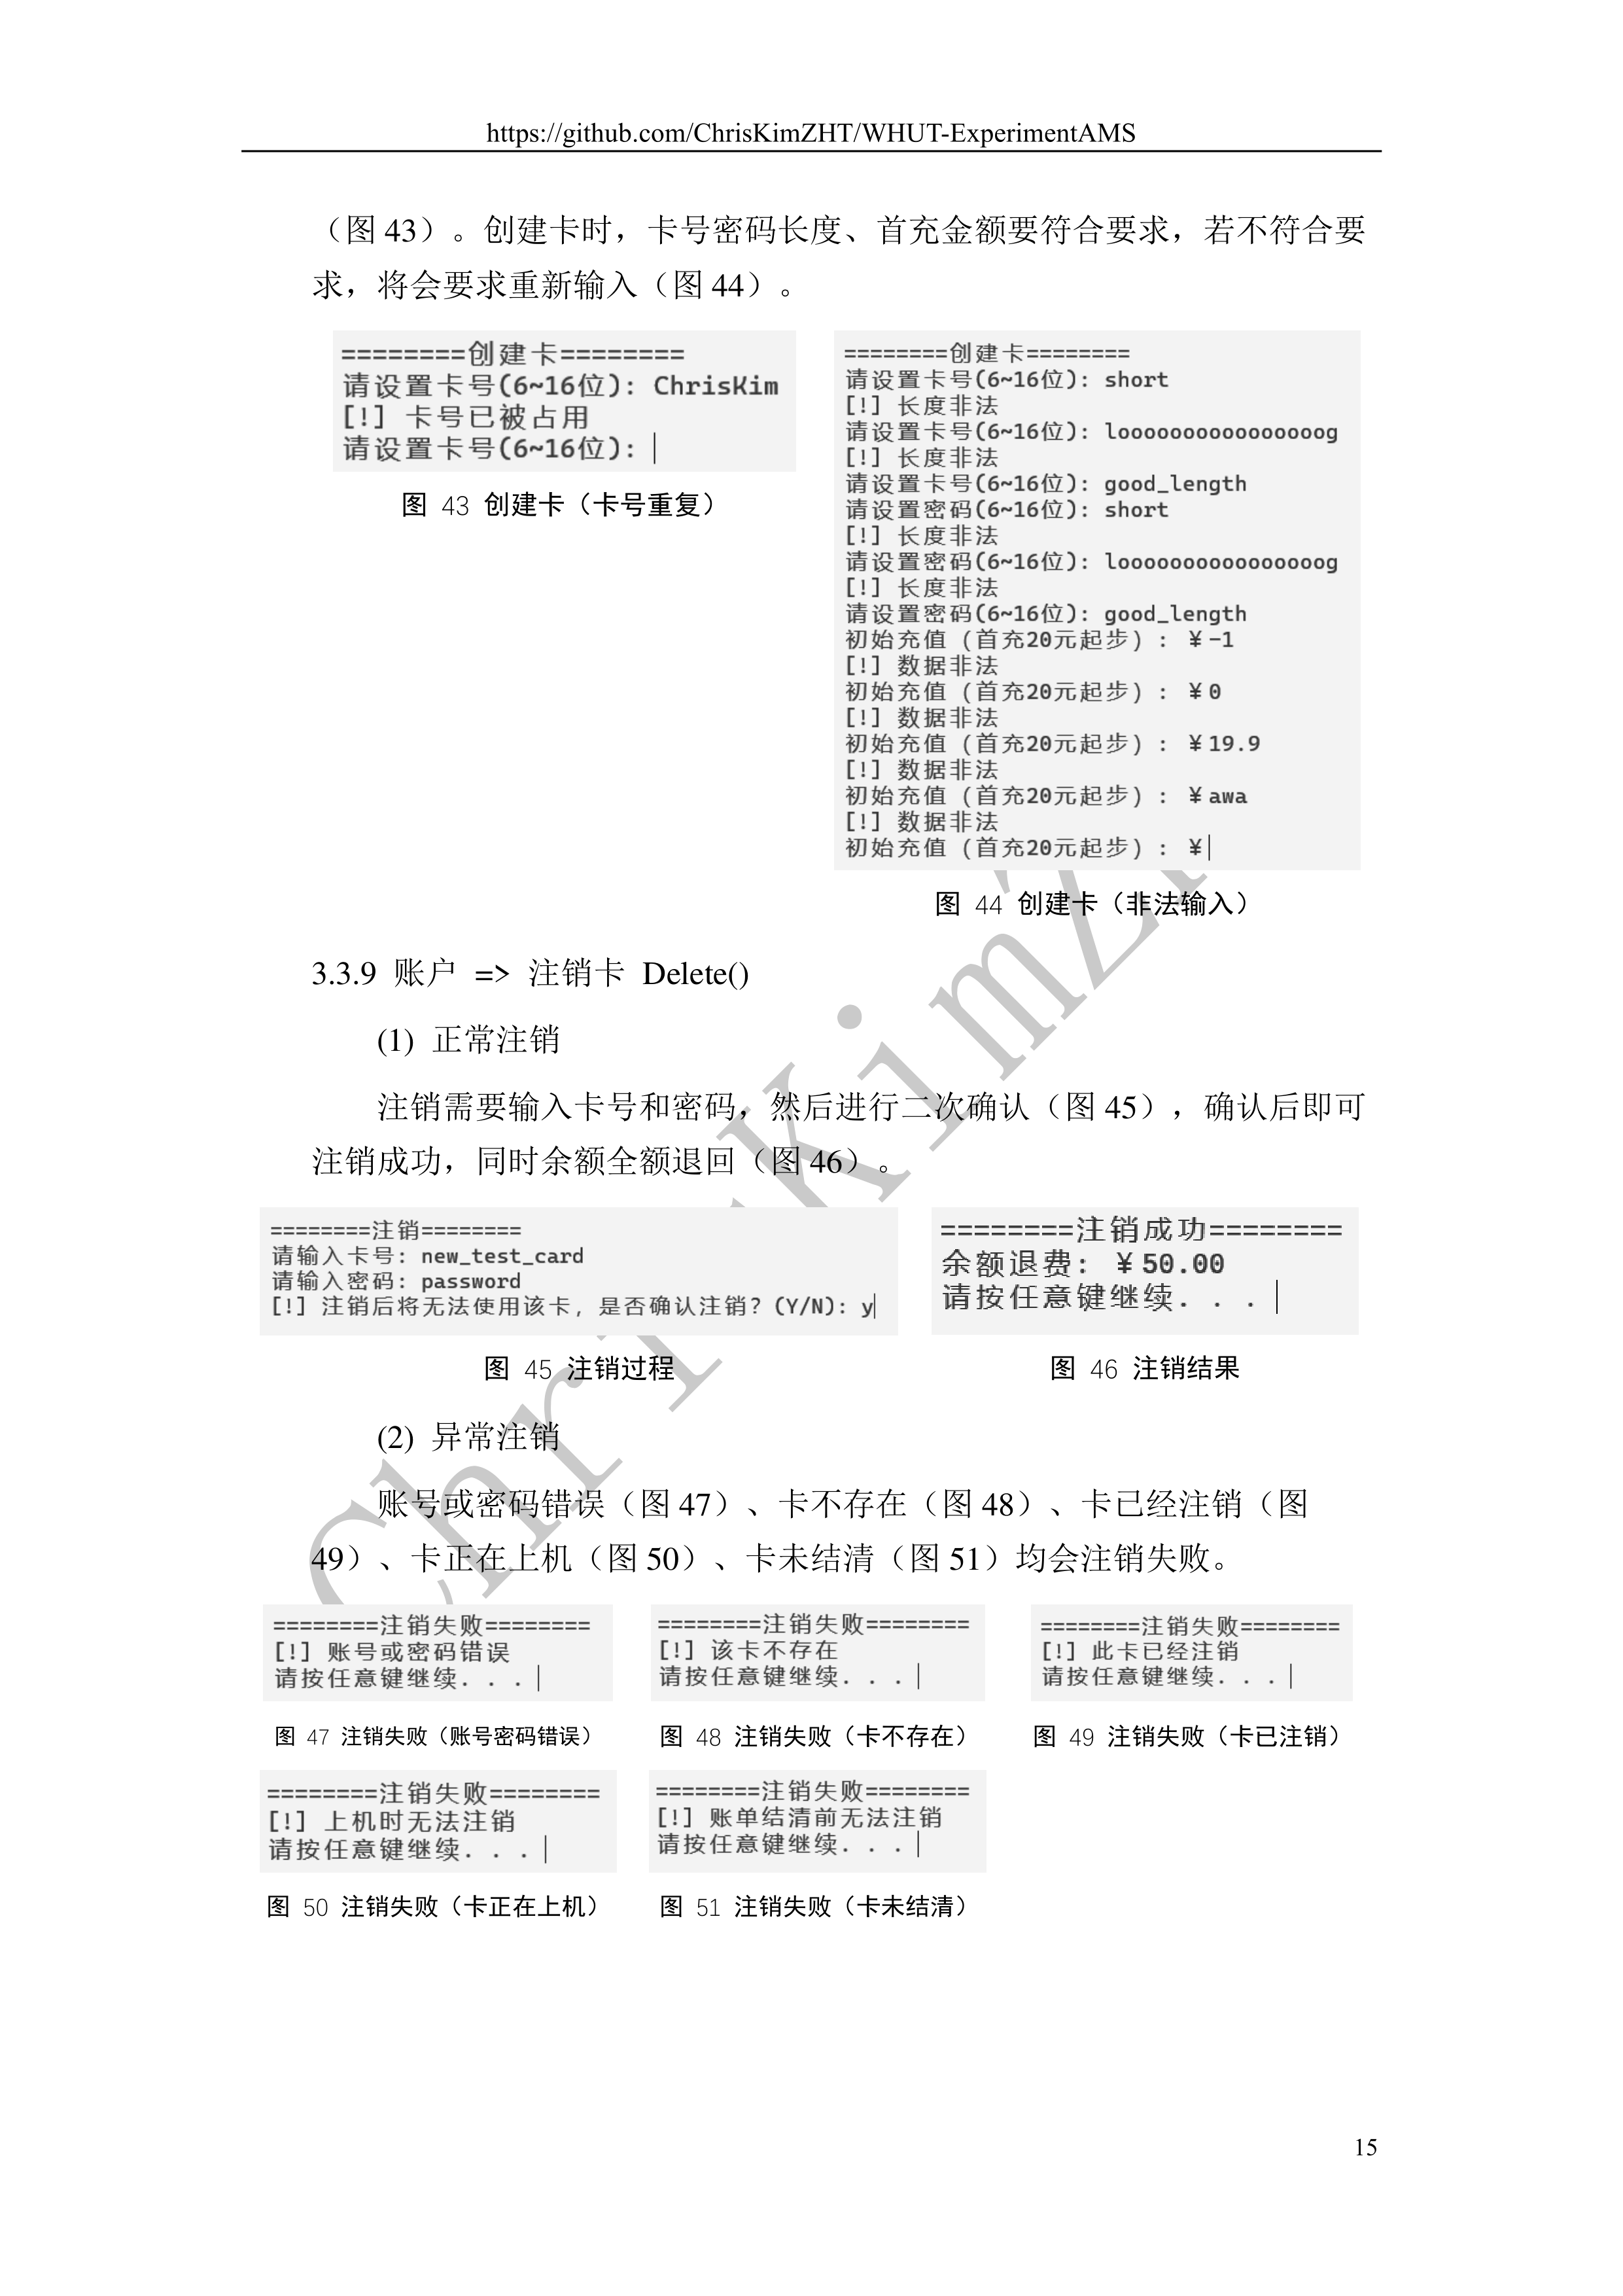 https://github.com/ChrisKimZHT/WHUT-ExperimentAMS
（图 43）。创建卡时，卡号密码长度、首充金额要符合要求，若不符合要
求，将会要求重新输入（图 44）。
========创建卡========
请设置卡号(6~16位): ChrisKim
[!] 卡号已被占用
请设置卡号(6~16位):
图 43 创建卡（卡号重复）
========创建卡========
请设置卡号(6~16位): short
[!] 长度非法
请设置卡号(6~16位): looooooooooooooooog
[!] 长度非法
请设置卡号(6~16位): good_length
请设置密码(6~16位): short
[!] 长度非法
请设置密码(6~16位): looooooooooooooooog
[!] 长度非法
请设置密码(6~16位): good_length
初始充值 (首充20元起步) : ￥-1
[!] 数据非法
初始充值 (首充20元起步) : ￥0
[!] 数据非法
初始充值 (首充20元起步) : ￥19.9
[!] 数据非法
初始充值 (首充20元起步) : ￥awa
[!] 数据非法
初始充值 (首充20元起步) : ￥
图 44 创建卡（非法输入）
3.3.9 账户 => 注销卡 Delete()
(1) 正常注销
注销需要输入卡号和密码，然后进行二次确认（图 45），确认后即可
注销成功，同时余额全额退回（图 46）。
========注销========
请输入卡号: new_test_card
请输入密码: password
[!] 注销后将无法使用该卡, 是否确认注销? (Y/N): y
========注销成功========
余额退费: ￥50.00
请按任意键继续. . .
图 45 注销过程
图 46 注销结果
(2) 异常注销
账号或密码错误（图 47）、卡不存在（图 48）、卡已经注销（图
49）、卡正在上机（图 50）、卡未结清（图 51）均会注销失败。
========注销失败========
[!] 账号或密码错误
请按任意键继续. . .
========注销失败========
[!] 该卡不存在
请按任意键继续. . .
========注销失败========
[!] 此卡已经注销
请按任意键继续. . .
图 47 注销失败（账号密码错误）
图 48 注销失败（卡不存在）
图 49 注销失败（卡已注销）
========注销失败========
[!] 上机时无法注销
请按任意键继续. . .
========注销失败========
[!] 账单结清前无法注销
请按任意键继续. . .
图 50 注销失败（卡正在上机）
图 51 注销失败（卡未结清）
15